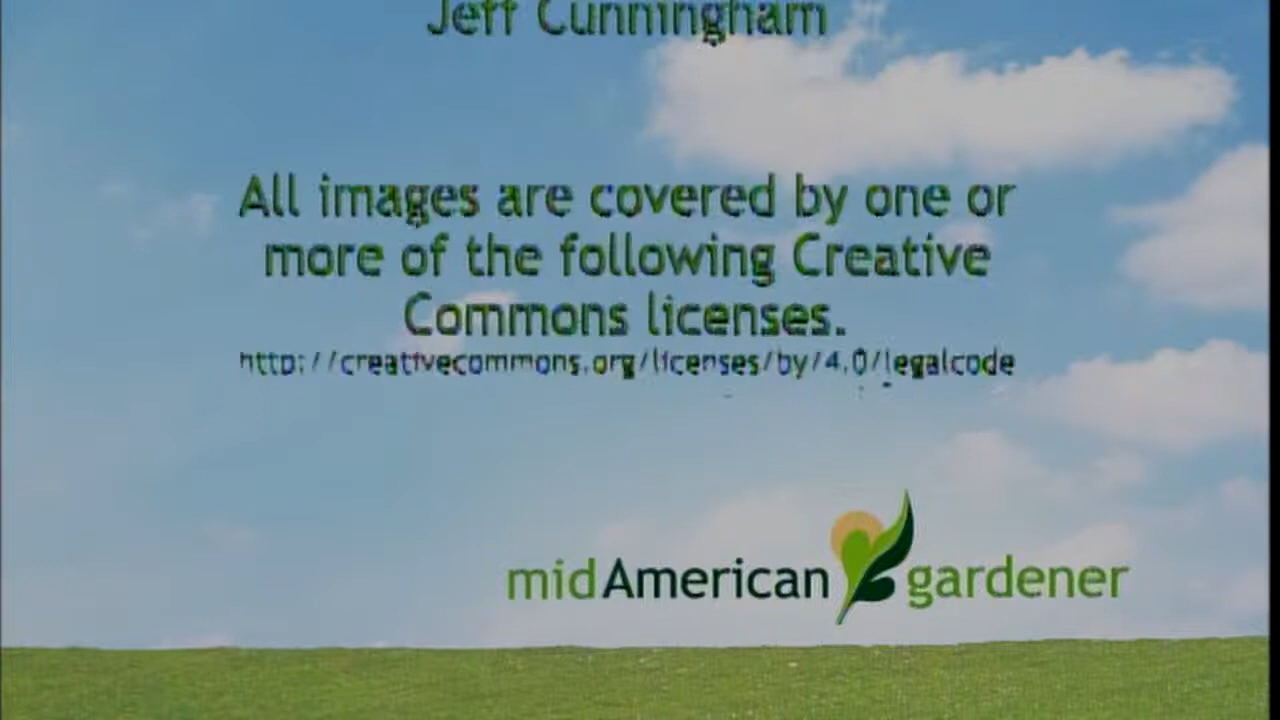 Jeff Cunningham
All images are covered by one or
more of the following Creative
Commons licenses.
http://creativecommons.org/licenses/by/4.0/legalcode
midAmerican gardener